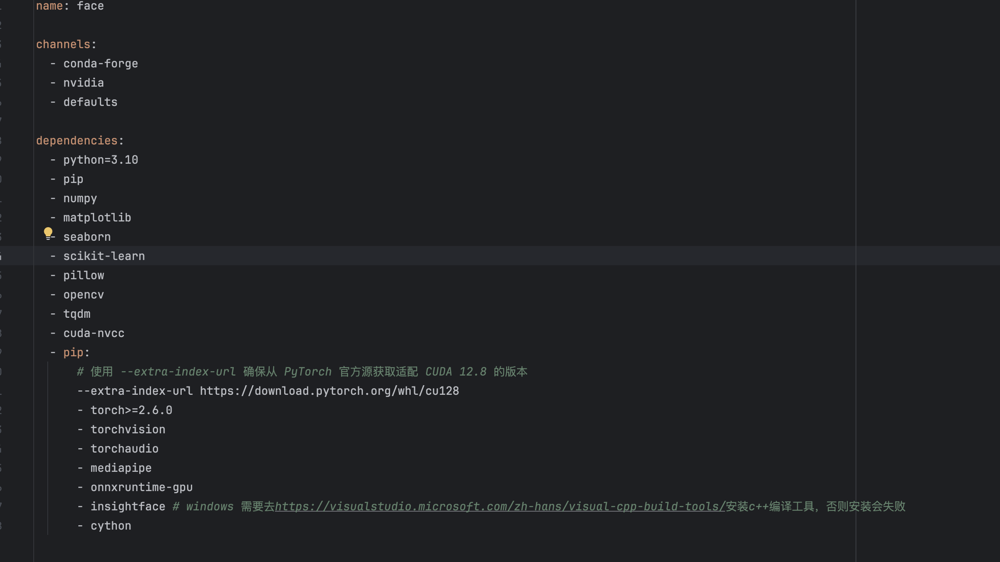 name: face
channels:
- conda-forge
- nvidia
- defaults
dependencies:
- python=3.10
- pip
- numpy
- matplotlib
- seaborn
- scikit-learn
- pillow
- opencv
- tqdm
- cuda-nvcc
- pip:
# 使用 --extra-index-url 确保从 PyTorch 官方源获取适配 CUDA 12.8 的版本
--extra-index-url https://download.pytorch.org/whl/cu128
- torch>=2.6.0
- torchvision
- torchaudio
- mediapipe
- onnxruntime-gpu
- insightface # windows 需要去https://visualstudio.microsoft.com/zh-hans/visual-cpp-build-tools/安装c++编译工具，否则安装会失败
- cython